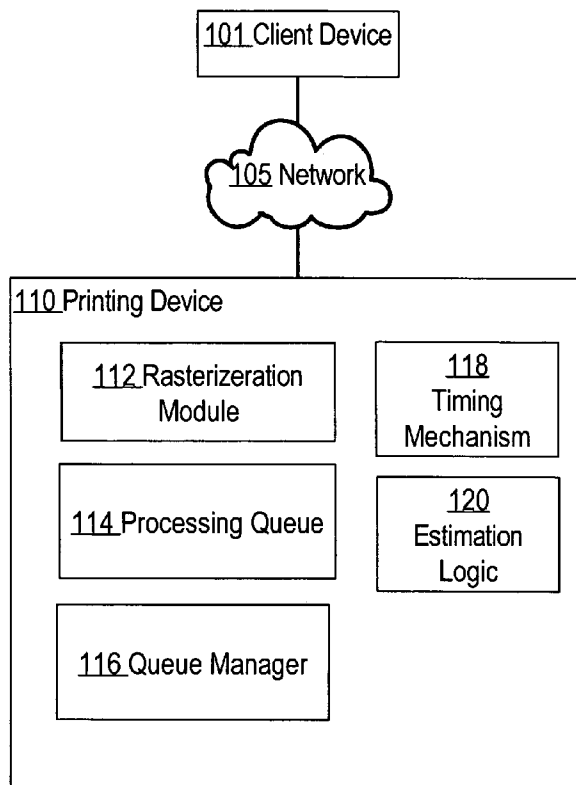 101 Client Device
105 Network
110 Printing Device
112 Rasterizeration
Module
114 Processing Queue
116 Queue Manager
118
Timing
Mechanism
120
Estimation
Logic